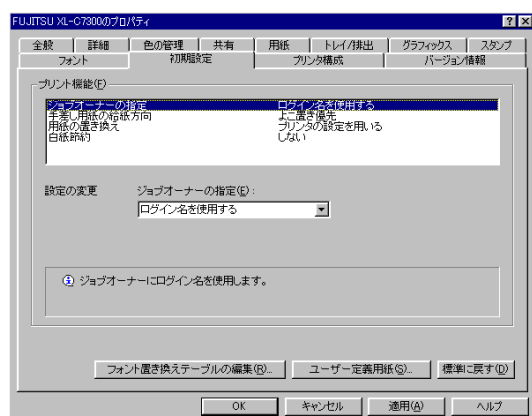 FUJITSU XL-C7300のプロパティ
全般 詳細 色の管理 共有 用紙 トレイ/排出 グラフィックス スタンプ
フォント 初期設定 プリンタ構成 バージョン情報
プリント機能(F)
ジョブオーナーの指定 ログイン名を使用する
手差し用紙の給紙方向 よこ置き優先
用紙の置き換え プリンタの設定を用いる
白紙節約 しない
設定の変更 ジョブオーナーの指定(E):
ログイン名を使用する
ジョブオーナーにログイン名を使用します。
フォント置き換えテーブルの編集(R)... ユーザー定義用紙(S)... 標準に戻す(D)
OK キャンセル 適用(A) ヘルプ